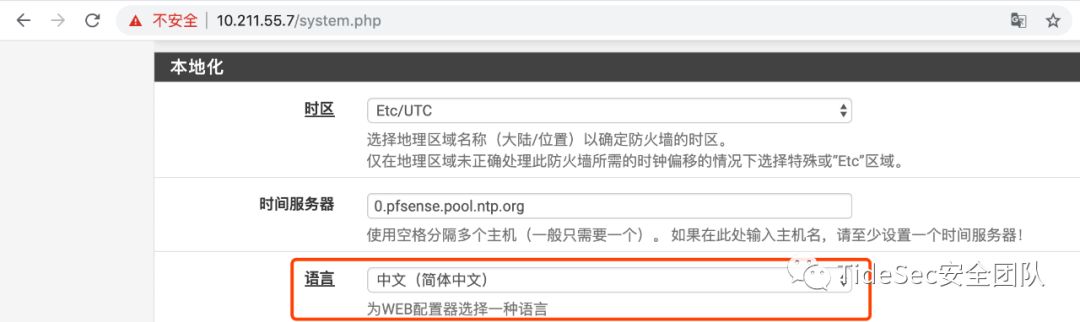 不安全 | 10.211.55.7/system.php
本地化
时区
Etc/UTC
选择地理区域名称（大陆/位置）以确定防火墙的时区。
仅在地理区域未正确处理此防火墙所需的时钟偏移的情况下选择特殊或"Etc"区域。
时间服务器
0.pfsense.pool.ntp.org
使用空格分隔多个主机（一般只需要一个）。 如果在此处输入主机名，请至少设置一个时间服务器！
语言
中文（简体中文）
TideSec安全团队
为WEB配置器选择一种语言